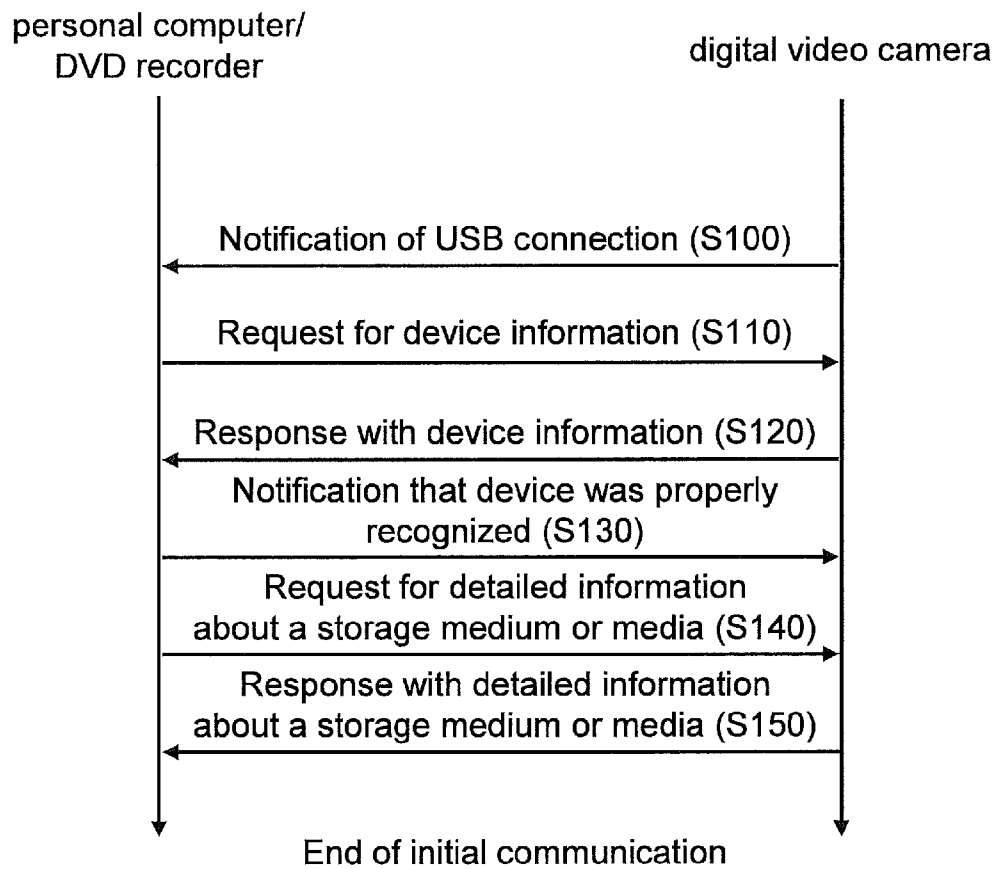 personal computer/
DVD recorder
digital video camera
Notification of USB connection (S100)
Request for device information (S110)
Response with device information (S120)
Notification that device was properly
recognized (S130)
Request for detailed information
about a storage medium or media (S140)
Response with detailed information
about a storage medium or media (S150)
End of initial communication